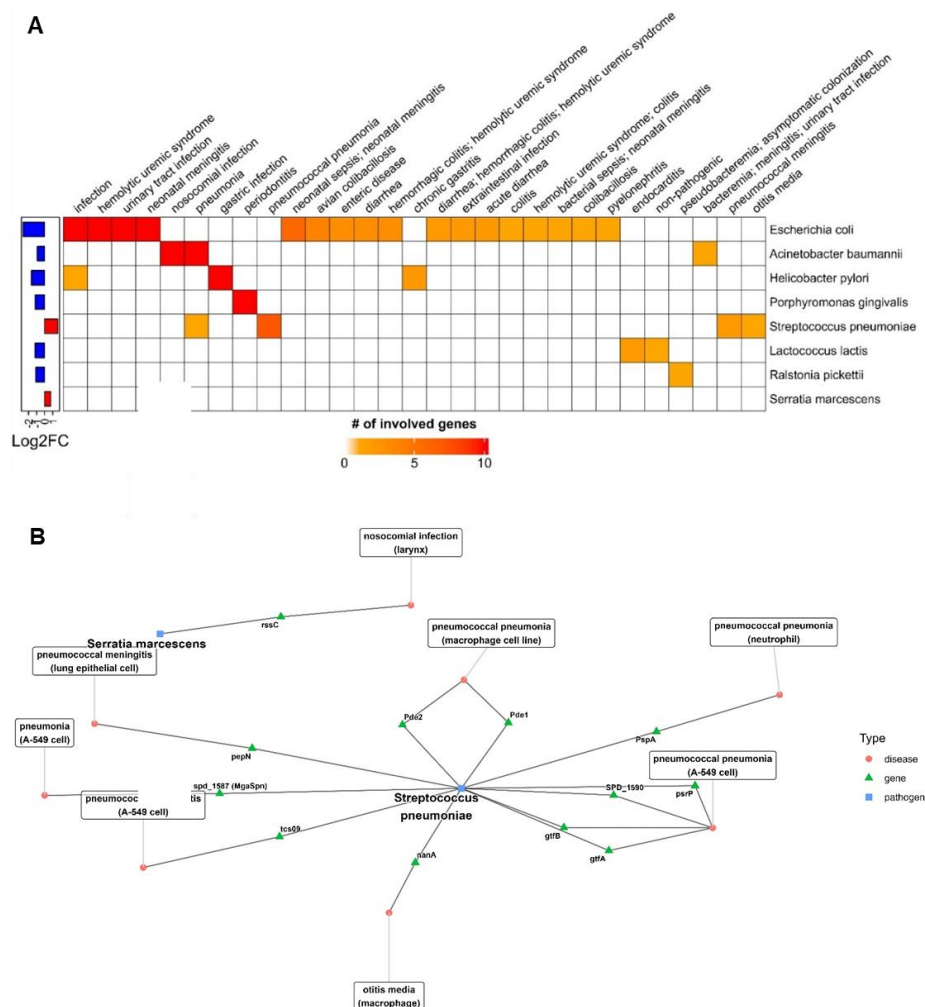 A
infection
hemolytic uremic syndrome
urinary tract infection
neonatal meningitis
nosocomial infection
pneumonia
gastric infection
periodontitis
pneumococcal pneumonia
neonatal sepsis; neonatal meningitis
avian colibacillosis
enteric disease
diarrhea
hemorrhagic colitis; hemolytic uremic syndrome
chronic gastritis
diarrhea; hemorrhagic colitis; hemolytic uremic syndrome
extraintestinal infection
acute diarrhea
colitis
hemolytic uremic syndrome; colitis
bacterial sepsis; neonatal meningitis
colibacillosis
pyelonephritis
endocarditis
non-pathogenic
pseudobacteremia; asymptomatic colonization
bacteremia; meningitis; urinary tract infection
pneumococcal meningitis
otitis media
Escherichia coli
Acinetobacter baumannii
Helicobacter pylori
Porphyromonas gingivalis
Streptococcus pneumoniae
Lactococcus lactis
Ralstonia pickettii
Serratia marcescens
-2 -1 0 1
Log2FC
# of involved genes
0 5 10
B
nosocomial infection
(larynx)
rssC
Serratia marcescens
pneumococcal pneumonia
(macrophage cell line)
pneumococcal pneumonia
(neutrophil)
pneumococcal meningitis
(lung epithelial cell)
Pde2
Pde1
PspA
pneumonia
(A-549 cell)
pepN
pneumococcal pneumonia
(A-549 cell)
Type
disease
gene
pathogen
spd_1587 (MgaSpn)
SPD_1590
psrP
pneumococ tis
(A-549 cell)
Streptococcus
pneumoniae
tcs09
gtfB
gtfA
nanA
otitis media
(macrophage)